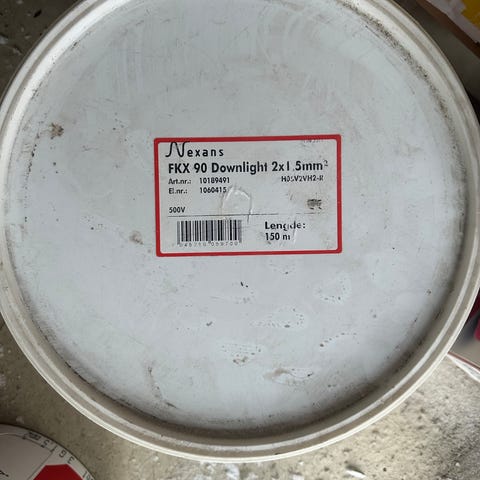 Nexans
FKX 90 Downlight 2x1.5mm²
Art.nr.: 10189491 H05V2VH2-R
El.nr.: 1060415
500V
Lengde:
150 m